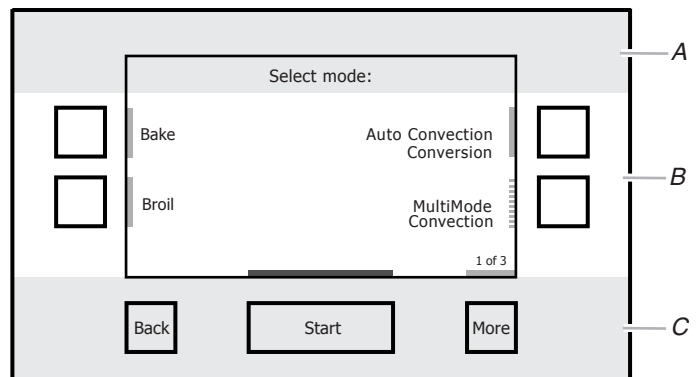 Select mode:
A
Bake
Auto Convection
Conversion
B
Broil
MultiMode
Convection
1 of 3
Back
Start
More
C